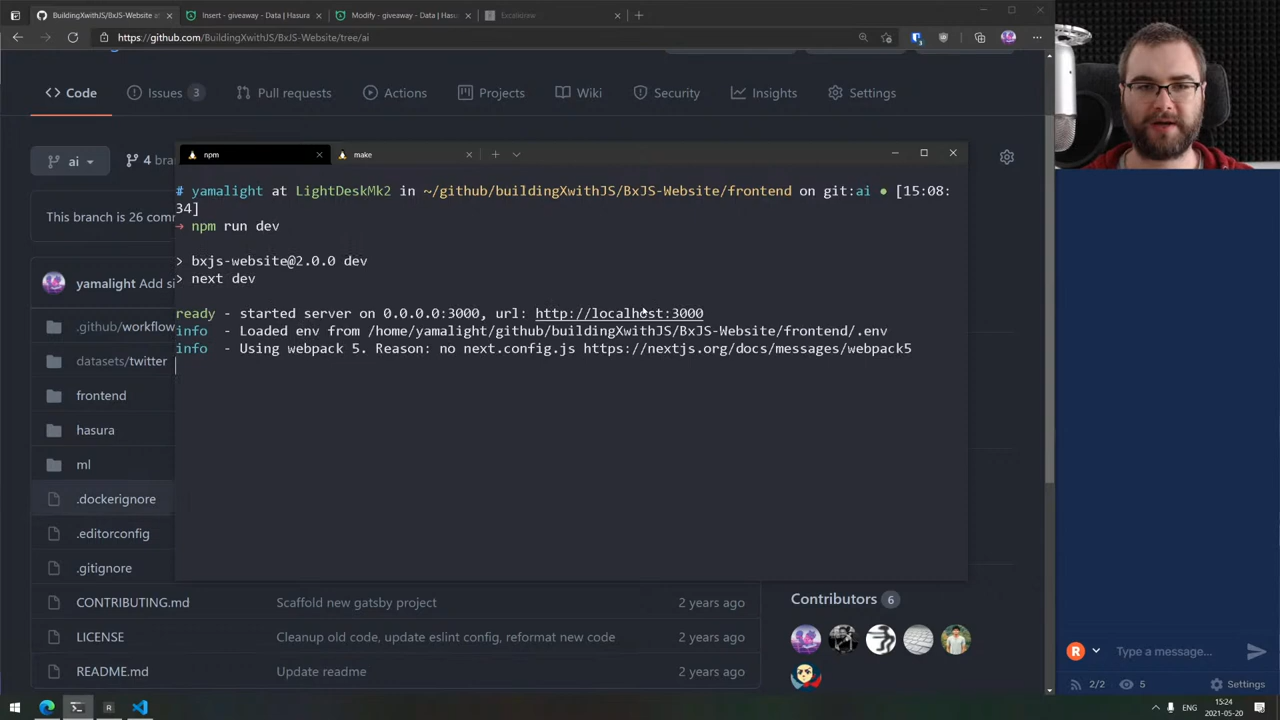 BuildingXwithJS/BxJS-Website at
Insert - giveaway - Data | Hasura
Modify - giveaway - Data | Hasura
Excalidraw
https://github.com/BuildingXwithJS/BxJS-Website/tree/ai
Code
Issues 3
Pull requests
Actions
Projects
Wiki
Security
Insights
Settings
ai
4 bra
npm
make
This branch is 26 comm
# yamalight at LightDeskMk2 in ~/github/buildingXwithJS/BxJS-Website/frontend on git:ai ● [15:08:
34]
→ npm run dev
> bxjs-website@2.0.0 dev
> next dev
ready - started server on 0.0.0.0:3000, url: http://localhost:3000
info - Loaded env from /home/yamalight/github/buildingXwithJS/BxJS-Website/frontend/.env
info - Using webpack 5. Reason: no next.config.js https://nextjs.org/docs/messages/webpack5
yamalight Add si
.github/workflow
datasets/twitter
frontend
hasura
ml
.dockerignore
.editorconfig
.gitignore
CONTRIBUTING.md Scaffold new gatsby project 2 years ago
LICENSE Cleanup old code, update eslint config, reformat new code 2 years ago
README.md Update readme 2 years ago
Contributors 6
R Type a message...
2/2 5 Settings
ENG
15:24
2021-05-20